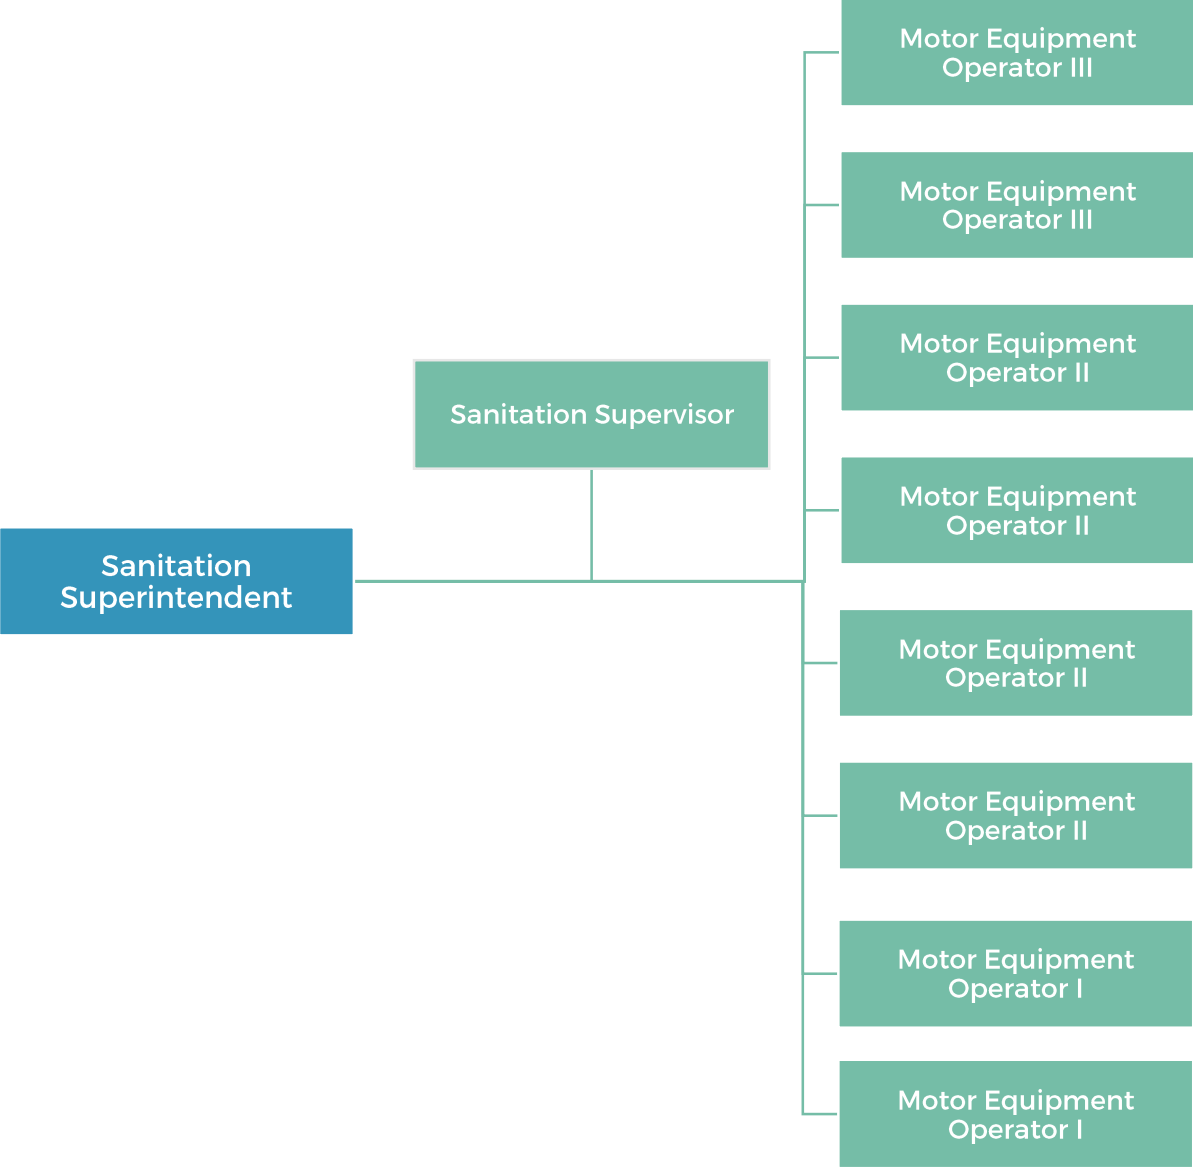 Motor Equipment
Operator III
Motor Equipment
Operator III
Motor Equipment
Operator II
Sanitation Supervisor
Motor Equipment
Operator II
Sanitation
Superintendent
Motor Equipment
Operator II
Motor Equipment
Operator II
Motor Equipment
Operator I
Motor Equipment
Operator I